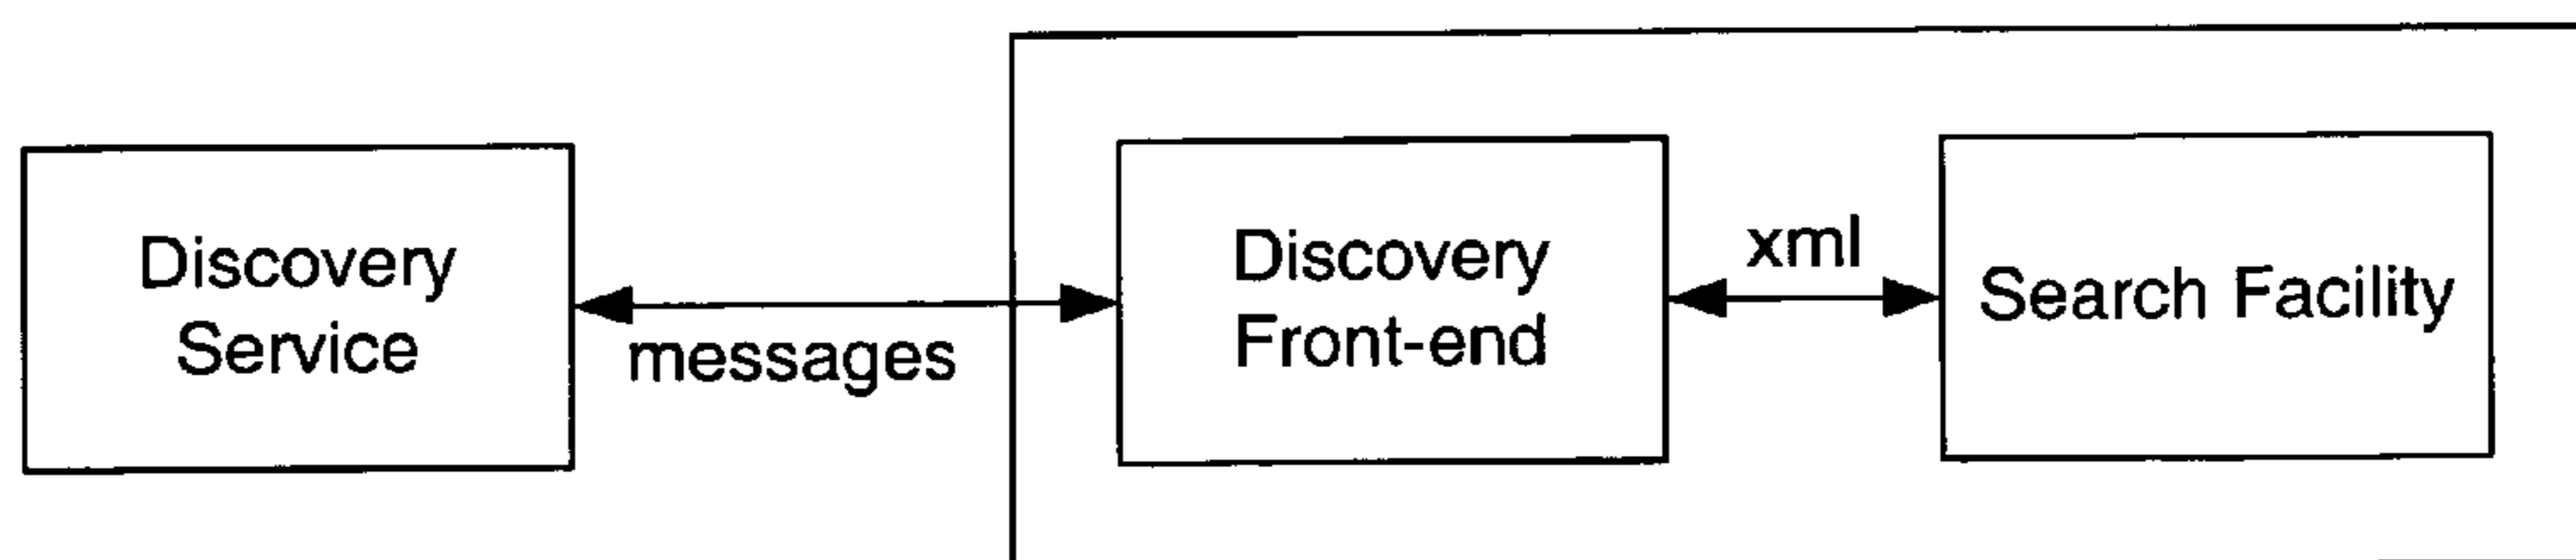 Discovery
Service
messages
Discovery
Front-end
xml
Search Facility